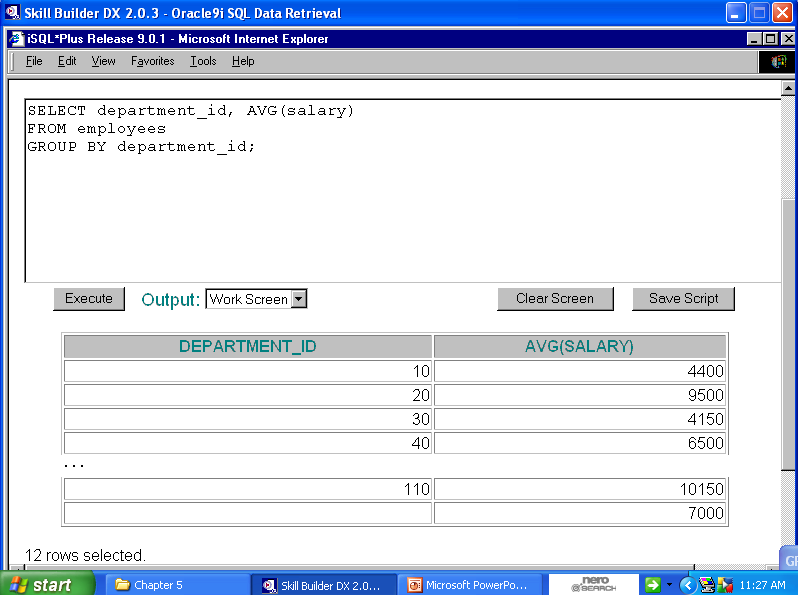 Skill Builder DX 2.0.3 - Oracle9i SQL Data Retrieval
iSQL*Plus Release 9.0.1 - Microsoft Internet Explorer
File Edit View Favorites Tools Help
SELECT department_id, AVG(salary)
FROM employees
GROUP BY department_id;
Execute Output: Work Screen Clear Screen Save Script
DEPARTMENT_ID AVG(SALARY)
10 4400
20 9500
30 4150
40 6500
...
110 10150
7000
12 rows selected.
start Chapter 5 Skill Builder DX 2.0... Microsoft PowerPo... nero @SEARCH 11:27 AM